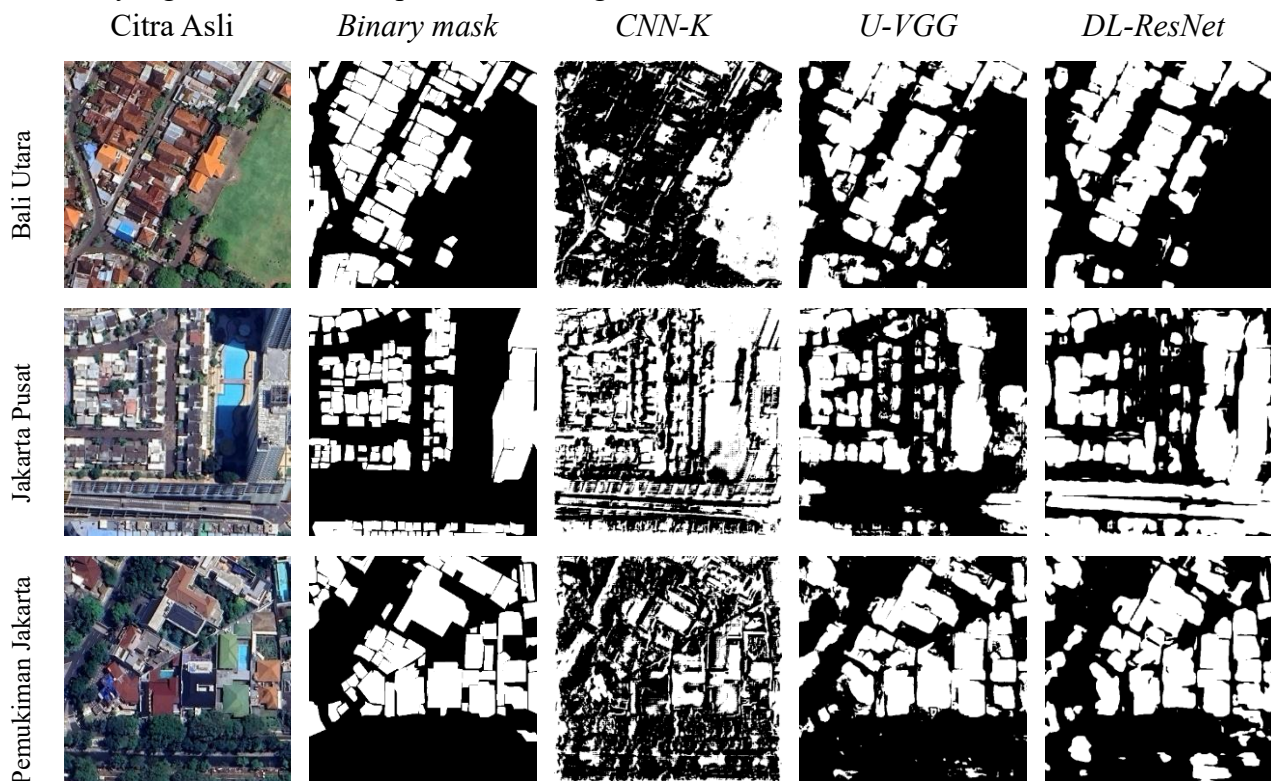 Citra Asli Binary mask CNN-K U-VGG DL-ResNet
Bali Utara
Jakarta Pusat
Pemukiman Jakarta